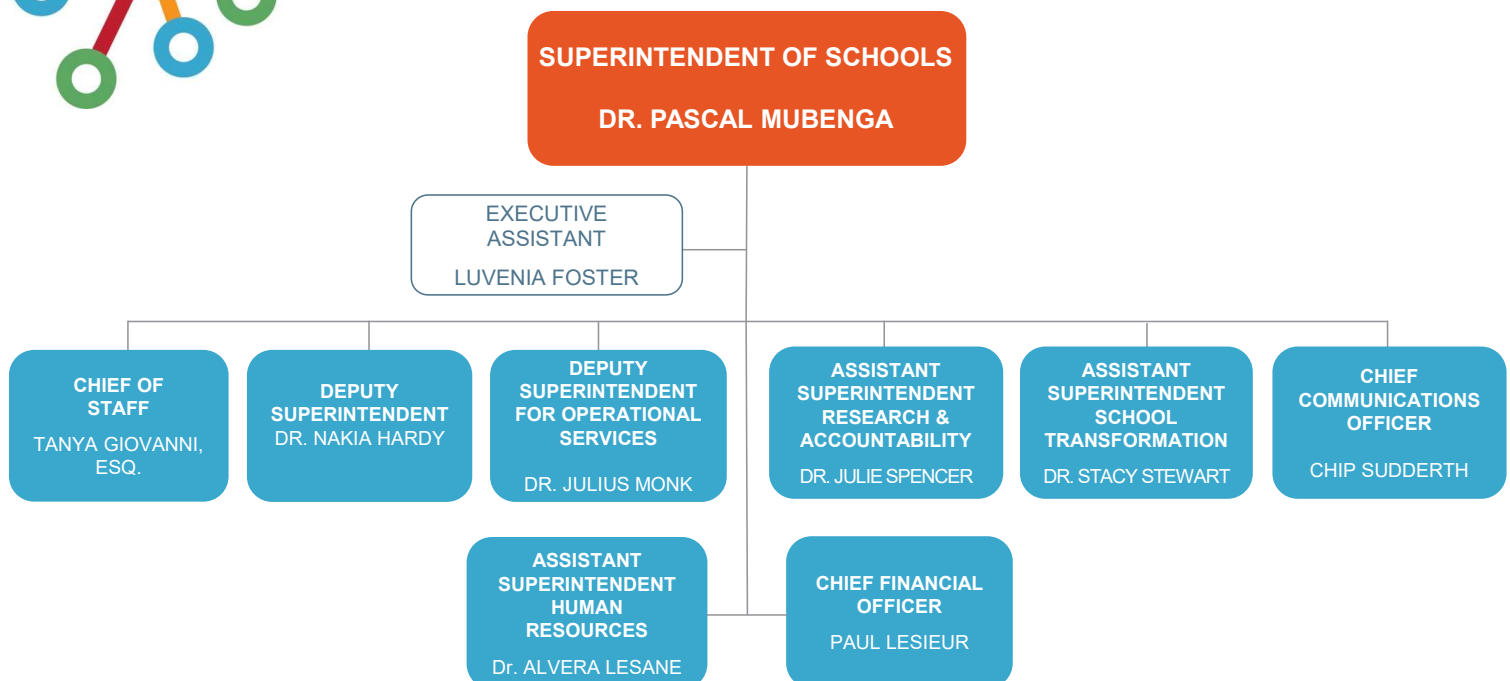 SUPERINTENDENT OF SCHOOLS
DR. PASCAL MUBENGA
EXECUTIVE
ASSISTANT
LUVENIA FOSTER
CHIEF OF
STAFF
TANYA GIOVANNI,
ESQ.
DEPUTY
SUPERINTENDENT
DR. NAKIA HARDY
DEPUTY
SUPERINTENDENT
FOR OPERATIONAL
SERVICES
DR. JULIUS MONK
ASSISTANT
SUPERINTENDENT
RESEARCH &
ACCOUNTABILITY
DR. JULIE SPENCER
ASSISTANT
SUPERINTENDENT
SCHOOL
TRANSFORMATION
DR. STACY STEWART
CHIEF
COMMUNICATIONS
OFFICER
CHIP SUDDERTH
ASSISTANT
SUPERINTENDENT
HUMAN
RESOURCES
Dr. ALVERA LESANE
CHIEF FINANCIAL
OFFICER
PAUL LESIEUR